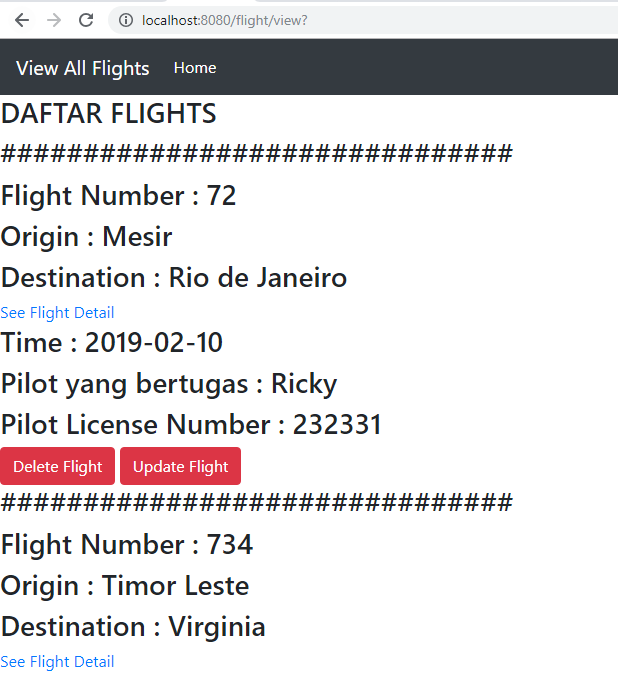 localhost:8080/flight/view?
View All Flights Home
DAFTAR FLIGHTS
###############################
Flight Number : 72
Origin : Mesir
Destination : Rio de Janeiro
See Flight Detail
Time : 2019-02-10
Pilot yang bertugas : Ricky
Pilot License Number : 232331
Delete Flight Update Flight
###############################
Flight Number : 734
Origin : Timor Leste
Destination : Virginia
See Flight Detail